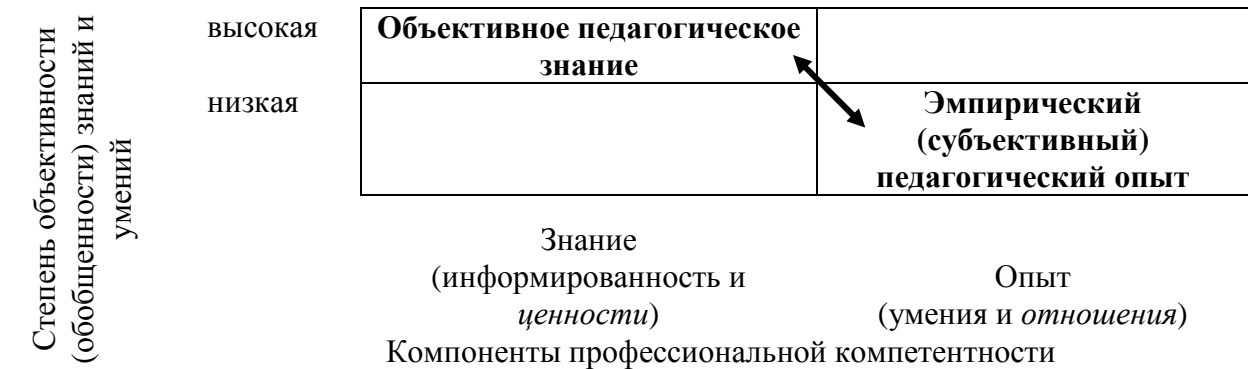 Степень объективности
(обобщенности) знаний и
умений
высокая
Объективное педагогическое
знание
низкая
Эмпирический
(субъективный)
педагогический опыт
Знание
(информированность и
ценности)
Опыт
(умения и отношения)
Компоненты профессиональной компетентности